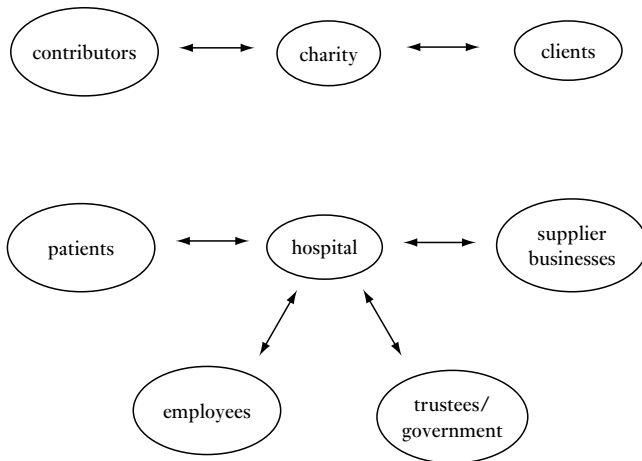 contributors
charity
clients
patients
hospital
supplier
businesses
employees
trustees/
government